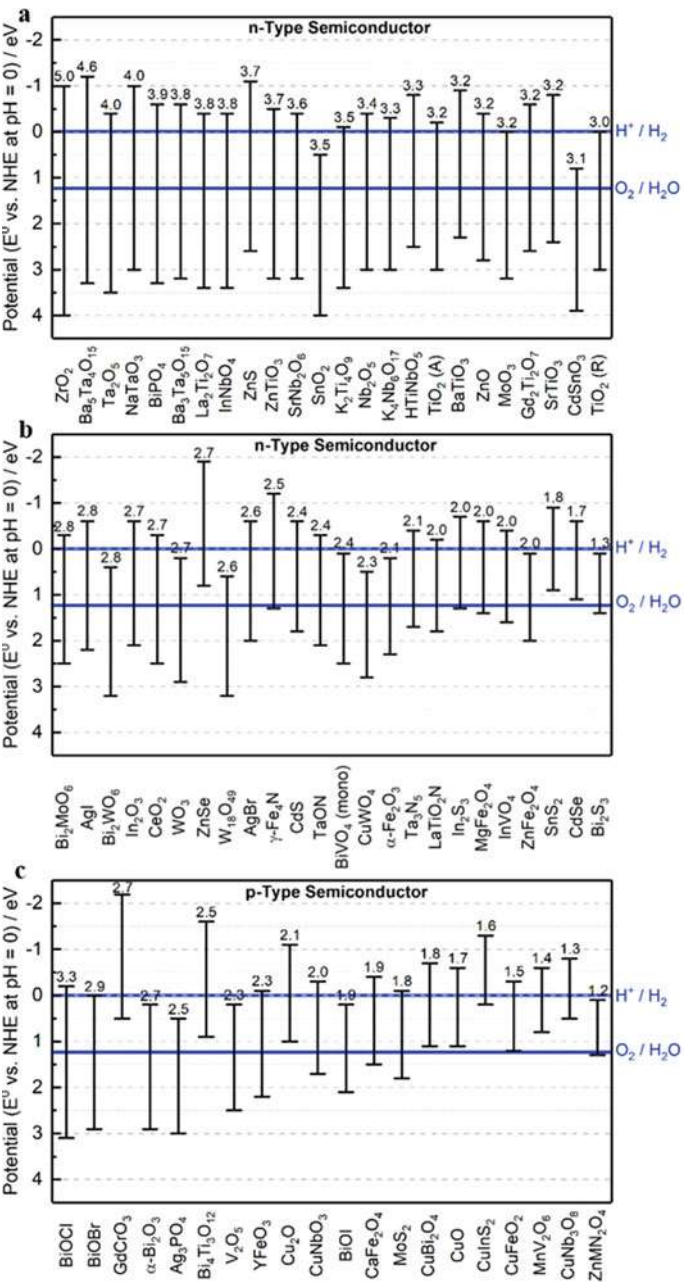 a
n-Type Semiconductor
Potential (E⁰ vs. NHE at pH = 0) / eV
-2
-1
0
1
2
3
4
5.0 4.6 4.0 4.0 3.9 3.8 3.8 3.8 3.7 3.7 3.6 3.5 3.5 3.4 3.3 3.3 3.2 3.2 3.2 3.2 3.2 3.2 3.1 3.0
H⁺ / H₂
O₂ / H₂O
ZrO₂
Ba₅Ta₄O₁₅
Ta₂O₅
NaTaO₃
BiPO₄
Ba₃Ta₅O₁₅
La₂Ti₂O₇
InNbO₄
ZnS
ZnTiO₃
SrNb₂O₆
SnO₂
K₂Ti₄O₉
Nb₂O₅
K₄Nb₆O₁₇
HTiNbO₅
TiO₂ (A)
BaTiO₃
ZnO
MoO₃
Gd₂Ti₂O₇
SrTiO₃
CdSnO₃
TiO₂ (R)
b
n-Type Semiconductor
Potential (E⁰ vs. NHE at pH = 0) / eV
-2
-1
0
1
2
3
4
2.8 2.8 2.8 2.7 2.7 2.7 2.7 2.6 2.6 2.5 2.4 2.4 2.4 2.3 2.1 2.1 2.0 2.0 2.0 2.0 2.0 1.8 1.7 1.3
H⁺ / H₂
O₂ / H₂O
Bi₂MoO₆
AgI
Bi₂WO₆
In₂O₃
CeO₂
WO₃
ZnSe
W₁₈O₄₉
AgBr
γ-Fe₄N
CdS
TaON
BiVO₄ (mono)
CuWO₄
α-Fe₂O₃
Ta₃N₅
LaTiO₂N
In₂S₃
MgFe₂O₄
InVO₄
ZnFe₂O₄
SnS₂
CdSe
Bi₂S₃
c
p-Type Semiconductor
Potential (E⁰ vs. NHE at pH = 0) / eV
-2
-1
0
1
2
3
4
3.3 2.9 2.7 2.7 2.5 2.5 2.3 2.3 2.1 2.0 1.9 1.9 1.8 1.8 1.7 1.6 1.5 1.4 1.3 1.2
H⁺ / H₂
O₂ / H₂O
BiOCl
BiOBr
GdCrO₃
α-Bi₂O₃
Ag₃PO₄
Bi₄Ti₃O₁₂
V₂O₅
YFeO₃
Cu₂O
CuNbO₃
BiOI
CaFe₂O₄
MoS₂
CuBi₂O₄
CuO
CuInS₂
CuFeO₂
MnV₂O₆
CuNb₃O₈
ZnMN₂O₄